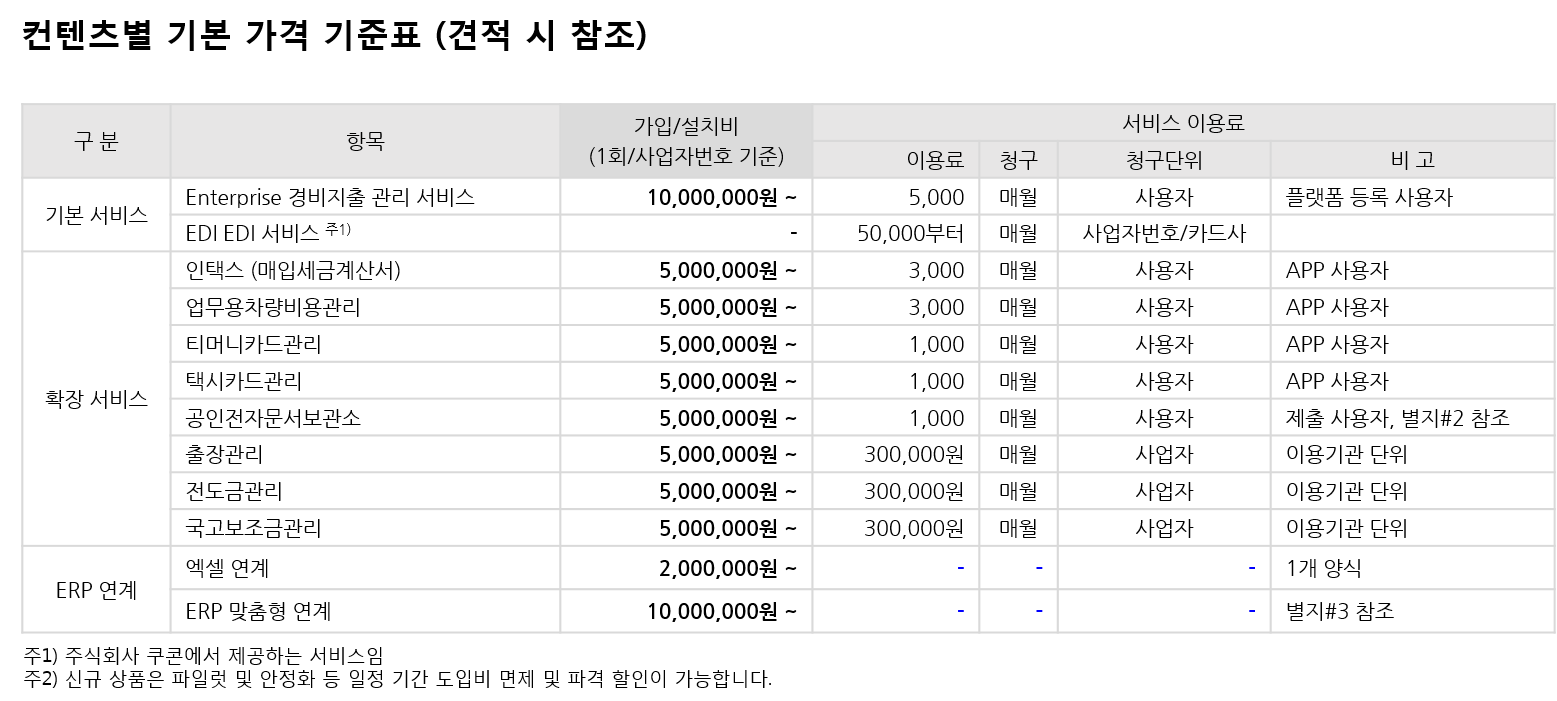 컨텐츠별 기본 가격 기준표 (견적 시 참조)
구 분 항목 가입/설치비 (1회/사업자번호 기준) 서비스 이용료
이용료 청구 청구단위 비 고
기본 서비스 Enterprise 경비지출 관리 서비스 10,000,000원 ~ 5,000 매월 사용자 플랫폼 등록 사용자
EDI EDI 서비스 주1) - 50,000부터 매월 사업자번호/카드사
확장 서비스 인택스 (매입세금계산서) 5,000,000원 ~ 3,000 매월 사용자 APP 사용자
업무용차량비용관리 5,000,000원 ~ 3,000 매월 사용자 APP 사용자
티머니카드관리 5,000,000원 ~ 1,000 매월 사용자 APP 사용자
택시카드관리 5,000,000원 ~ 1,000 매월 사용자 APP 사용자
공인전자문서보관소 5,000,000원 ~ 1,000 매월 사용자 제출 사용자, 별지#2 참조
출장관리 5,000,000원 ~ 300,000원 매월 사업자 이용기관 단위
전도금관리 5,000,000원 ~ 300,000원 매월 사업자 이용기관 단위
국고보조금관리 5,000,000원 ~ 300,000원 매월 사업자 이용기관 단위
ERP 연계 엑셀 연계 2,000,000원 ~ - - - 1개 양식
ERP 맞춤형 연계 10,000,000원 ~ - - - 별지#3 참조
주1) 주식회사 쿠콘에서 제공하는 서비스임
주2) 신규 상품은 파일럿 및 안정화 등 일정 기간 도입비 면제 및 파격 할인이 가능합니다.